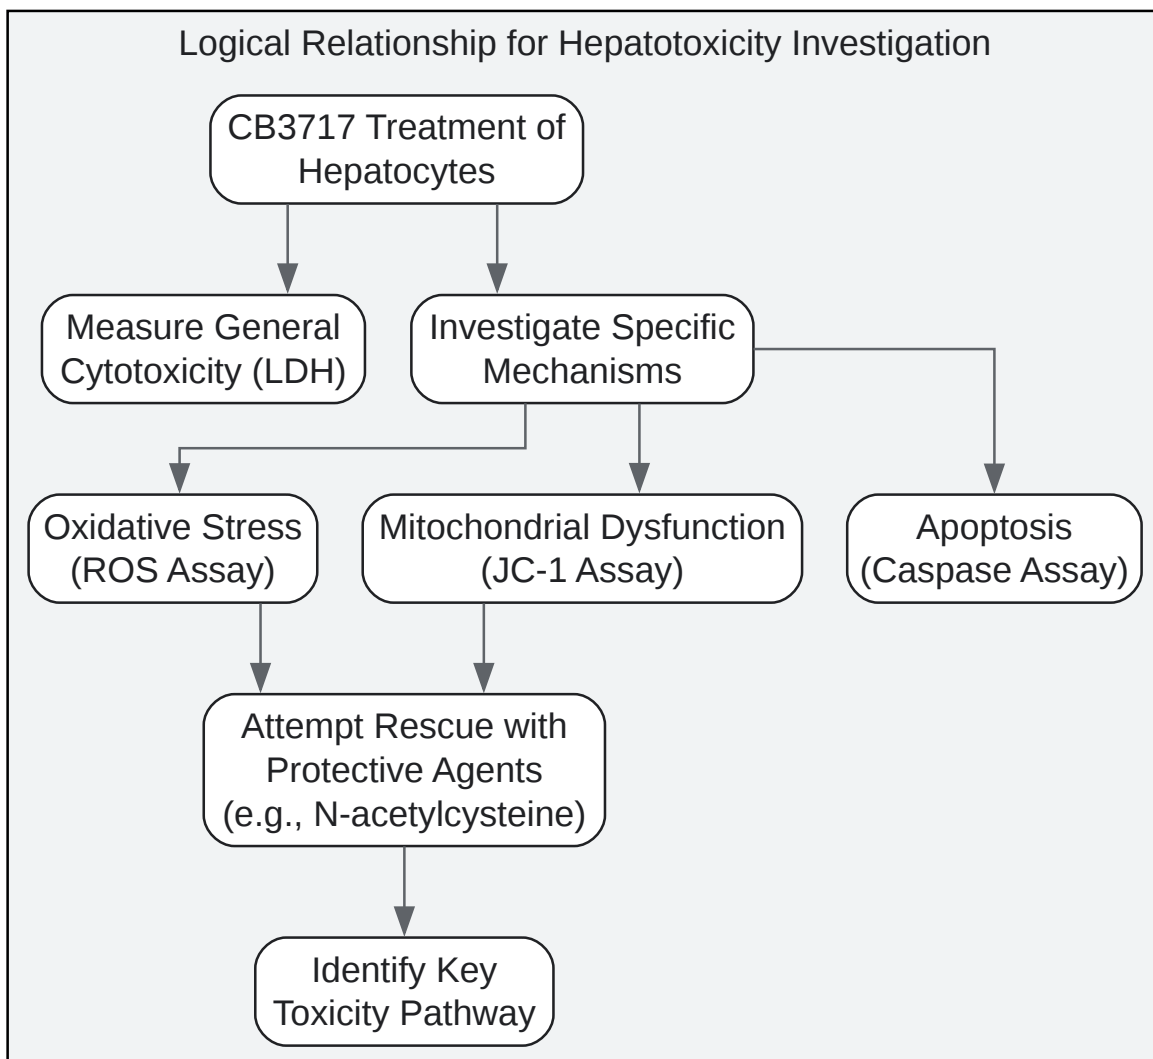 Logical Relationship for Hepatotoxicity Investigation
CB3717 Treatment of
Hepatocytes
Measure General
Cytotoxicity (LDH)
Investigate Specific
Mechanisms
Oxidative Stress
(ROS Assay)
Mitochondrial Dysfunction
(JC-1 Assay)
Apoptosis
(Caspase Assay)
Attempt Rescue with
Protective Agents
(e.g., N-acetylcysteine)
Identify Key
Toxicity Pathway